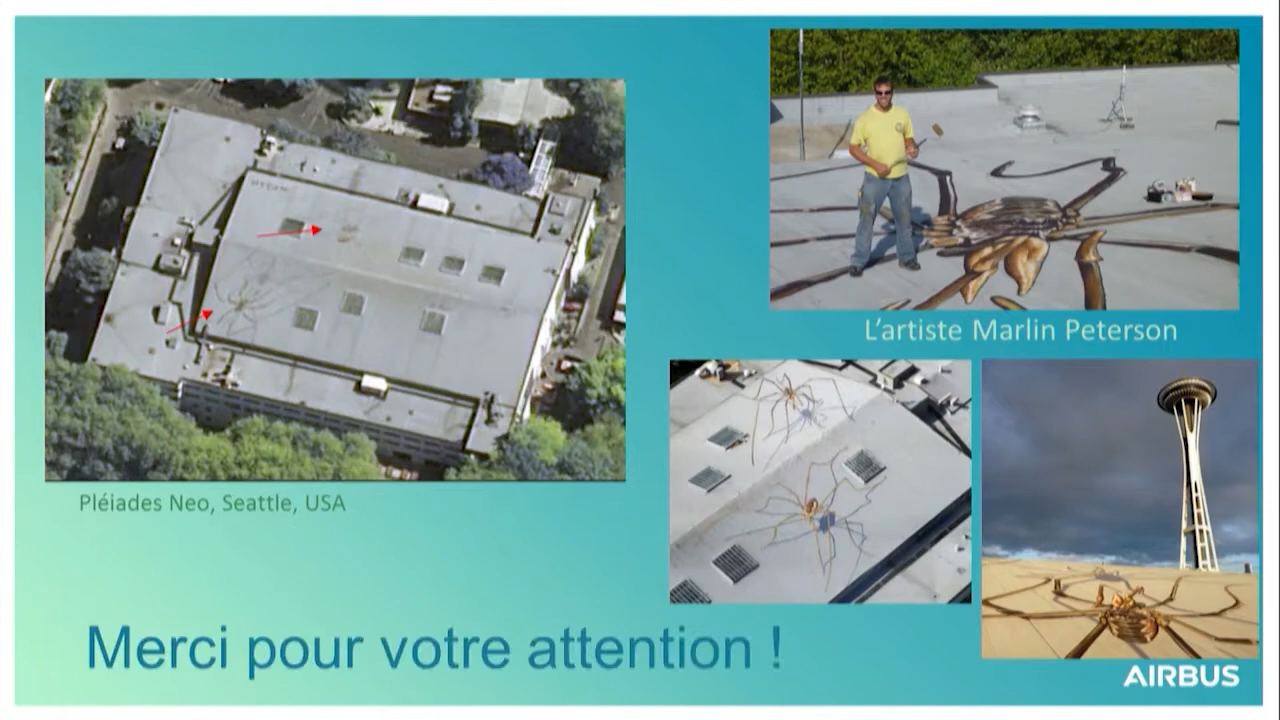 L'artiste Marlin Peterson
Pléiades Neo, Seattle, USA
Merci pour votre attention !
AIRBUS